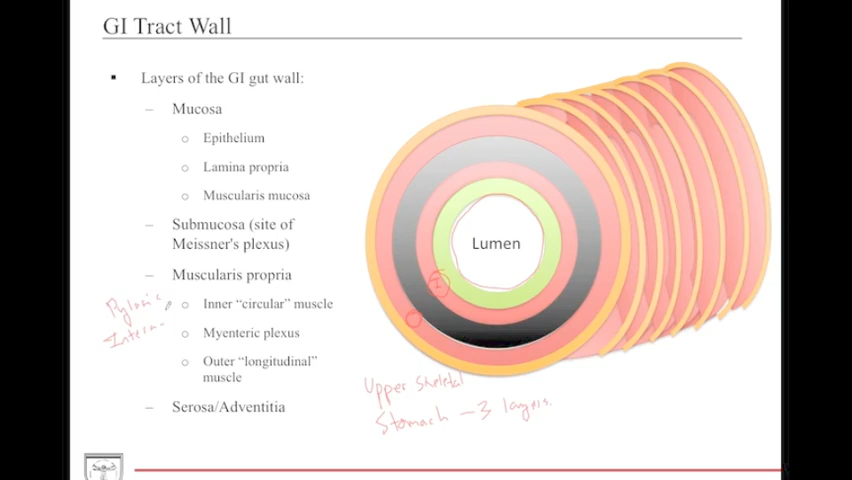 GI Tract Wall
Layers of the GI gut wall:
Mucosa
Epithelium
Lamina propria
Muscularis mucosa
Submucosa (site of
Meissner's plexus)
Muscularis propria
Inner “circular” muscle
Myenteric plexus
Outer “longitudinal”
muscle
Serosa/Adventitia
Pyloric
Intern-
Lumen
I
O
Upper skeletal
Stomach - 3 layers.